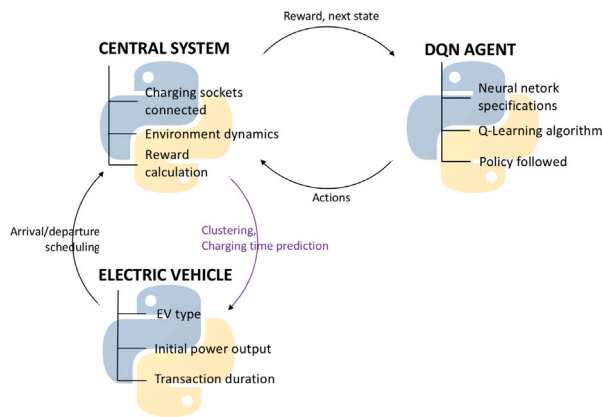 Reward, next state
CENTRAL SYSTEM
Charging sockets
connected
Environment dynamics
Reward
calculation
DQN AGENT
Neural netork
specifications
Q-Learning algorithm
Policy followed
Actions
Arrival/departure
scheduling
Clustering,
Charging time prediction
ELECTRIC VEHICLE
EV type
Initial power output
Transaction duration